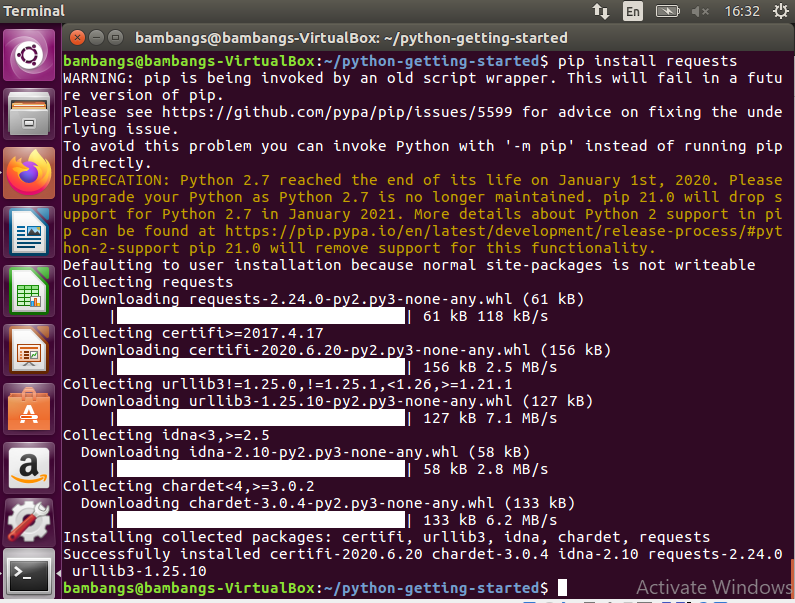 Terminal
En
16:32
bambangs@bambangs-VirtualBox: ~/python-getting-started
bambangs@bambangs-VirtualBox:~/python-getting-started$ pip install requests
WARNING: pip is being invoked by an old script wrapper. This will fail in a futu
re version of pip.
Please see https://github.com/pypa/pip/issues/5599 for advice on fixing the unde
rlying issue.
To avoid this problem you can invoke Python with '-m pip' instead of running pip
 directly.
DEPRECATION: Python 2.7 reached the end of its life on January 1st, 2020. Please
 upgrade your Python as Python 2.7 is no longer maintained. pip 21.0 will drop s
upport for Python 2.7 in January 2021. More details about Python 2 support in pi
p can be found at https://pip.pypa.io/en/latest/development/release-process/#pyt
hon-2-support pip 21.0 will remove support for this functionality.
Defaulting to user installation because normal site-packages is not writeable
Collecting requests
  Downloading requests-2.24.0-py2.py3-none-any.whl (61 kB)
     |                                | 61 kB 118 kB/s
Collecting certifi>=2017.4.17
  Downloading certifi-2020.6.20-py2.py3-none-any.whl (156 kB)
     |                                | 156 kB 2.5 MB/s
Collecting urllib3!=1.25.0,!=1.25.1,<1.26,>=1.21.1
  Downloading urllib3-1.25.10-py2.py3-none-any.whl (127 kB)
     |                                | 127 kB 7.1 MB/s
Collecting idna<3,>=2.5
  Downloading idna-2.10-py2.py3-none-any.whl (58 kB)
     |                                | 58 kB 2.8 MB/s
Collecting chardet<4,>=3.0.2
  Downloading chardet-3.0.4-py2.py3-none-any.whl (133 kB)
     |                                | 133 kB 6.2 MB/s
Installing collected packages: certifi, urllib3, idna, chardet, requests
Successfully installed certifi-2020.6.20 chardet-3.0.4 idna-2.10 requests-2.24.0
 urllib3-1.25.10
bambangs@bambangs-VirtualBox:~/python-getting-started$
Activate Windows